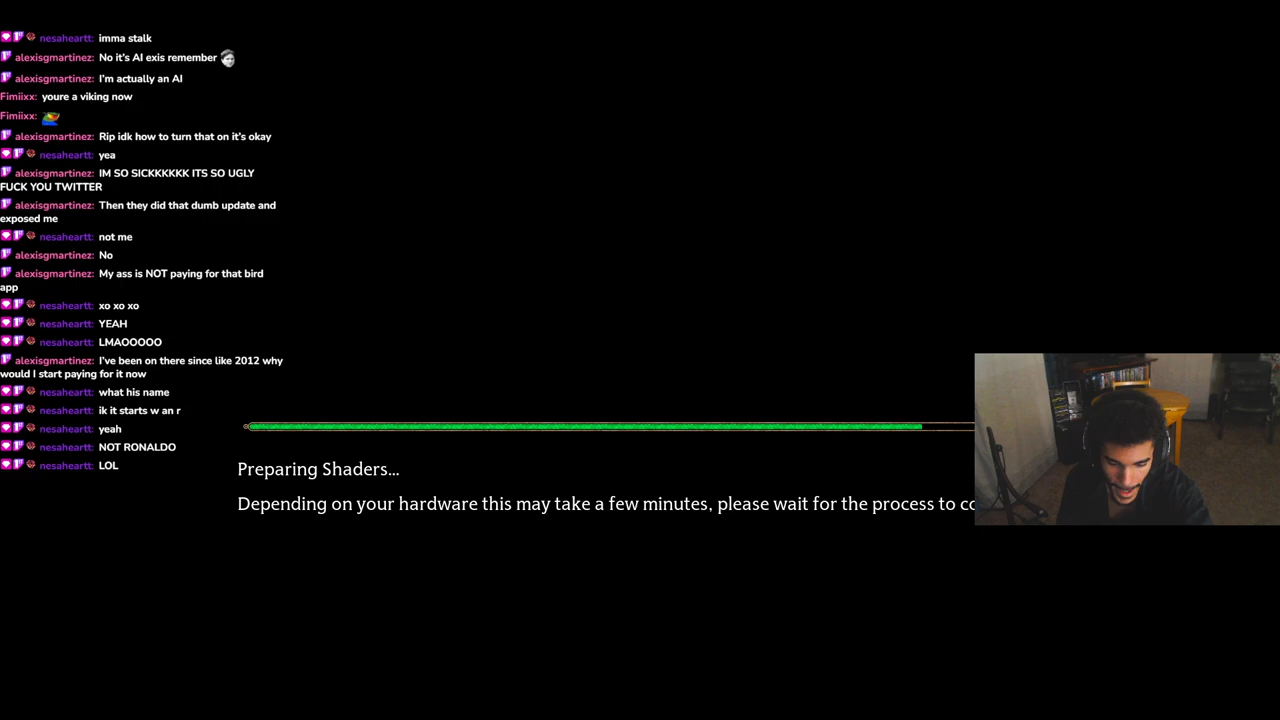 nesaheartt: imma stalk
alexisgmartinez: No it's AI exis remember
alexisgmartinez: I'm actually an AI
Fimiixx: youre a viking now
Fimiixx:
alexisgmartinez: Rip idk how to turn that on it's okay
nesaheartt: yea
alexisgmartinez: IM SO SICKKKKKK ITS SO UGLY
FUCK YOU TWITTER
alexisgmartinez: Then they did that dumb update and
exposed me
nesaheartt: not me
alexisgmartinez: No
alexisgmartinez: My ass is NOT paying for that bird
app
nesaheartt: xo xo xo
nesaheartt: YEAH
nesaheartt: LMAOOOOO
alexisgmartinez: I've been on there since like 2012 why
would I start paying for it now
nesaheartt: what his name
nesaheartt: ik it starts w an r
nesaheartt: yeah
nesaheartt: NOT RONALDO
nesaheartt: LOL
Preparing Shaders...
Depending on your hardware this may take a few minutes, please wait for the process to co